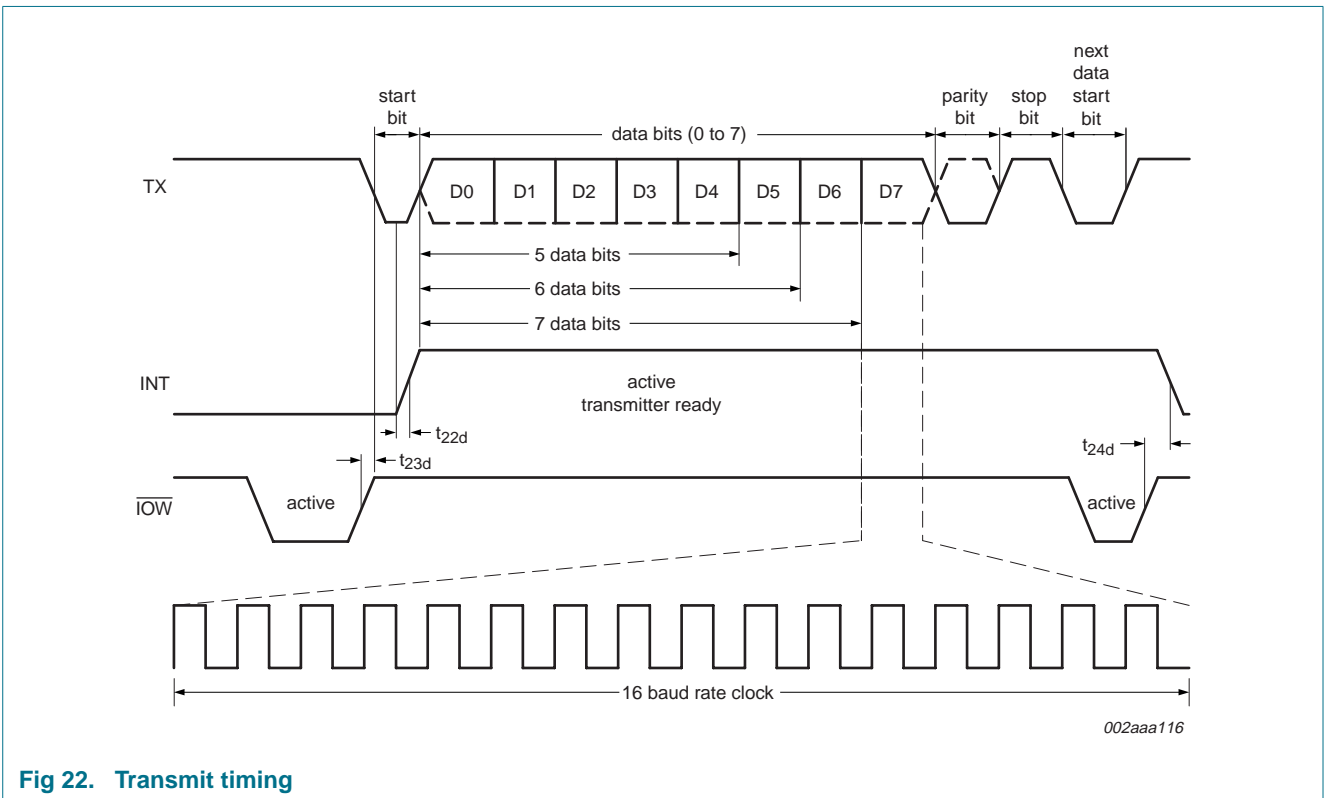 next
data
start
bit
start
bit
parity
bit
stop
bit
data bits (0 to 7)
TX
D0 D1 D2 D3 D4 D5 D6 D7
5 data bits
6 data bits
7 data bits
INT
active
transmitter ready
t22d
t23d
t24d
IOW
active
active
16 baud rate clock
002aaa116
Fig 22. Transmit timing